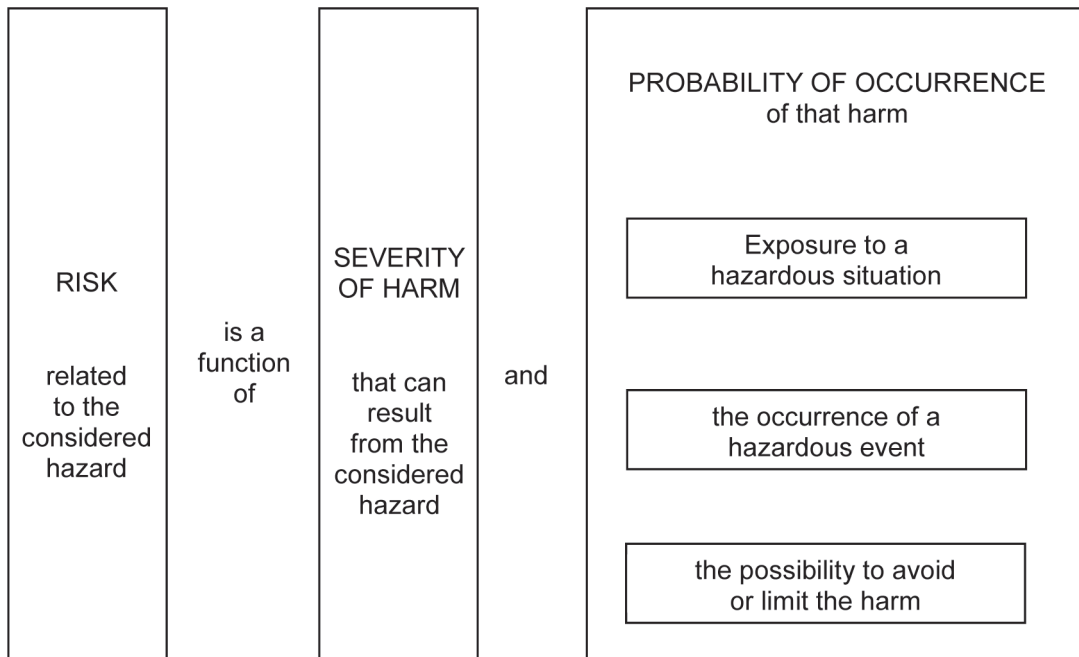 RISK
related
to the
considered
hazard
is a
function
of
SEVERITY
OF HARM
that can
result
from the
considered
hazard
and
PROBABILITY OF OCCURRENCE
of that harm
Exposure to a
hazardous situation
the occurrence of a
hazardous event
the possibility to avoid
or limit the harm